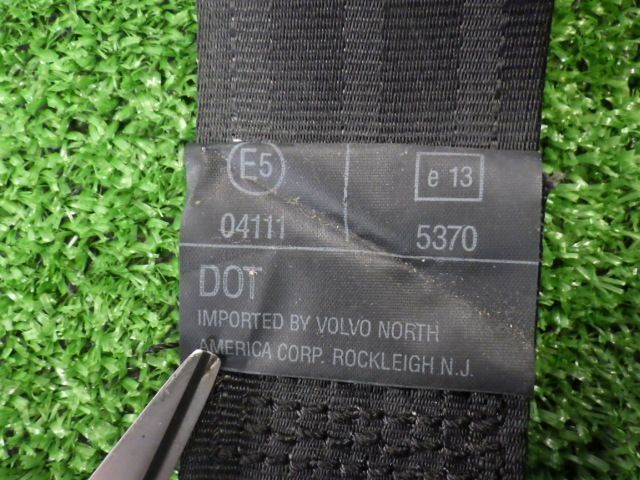 E5
e 13
04111
5370
DOT
IMPORTED BY VOLVO NORTH
AMERICA CORP. ROCKLEIGH N.J.